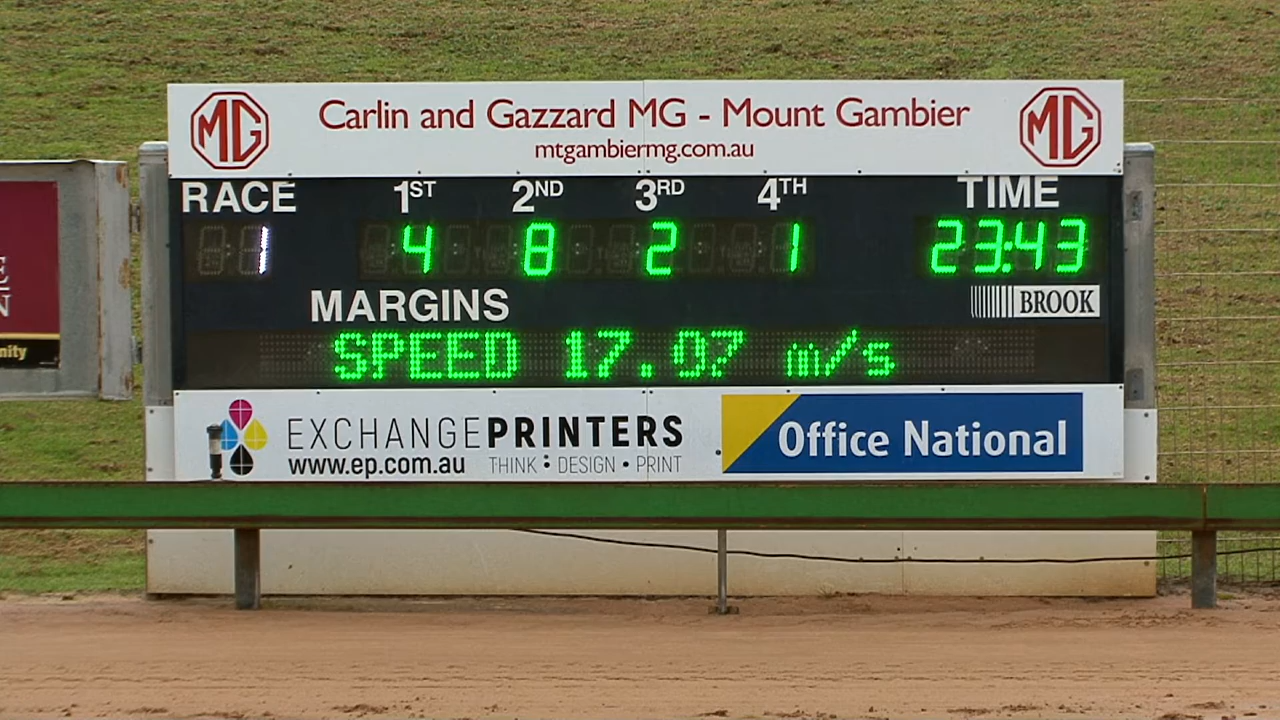 MG Carlin and Gazzard MG - Mount Gambier MG
mtgambiermg.com.au
RACE 1ST 2ND 3RD 4TH TIME
1 4 8 2 1 23:43
MARGINS BROOK
SPEED 17.07 m/s
EXCHANGEPRINTERS
www.ep.com.au THINK : DESIGN • PRINT
Office National
E
N
nity